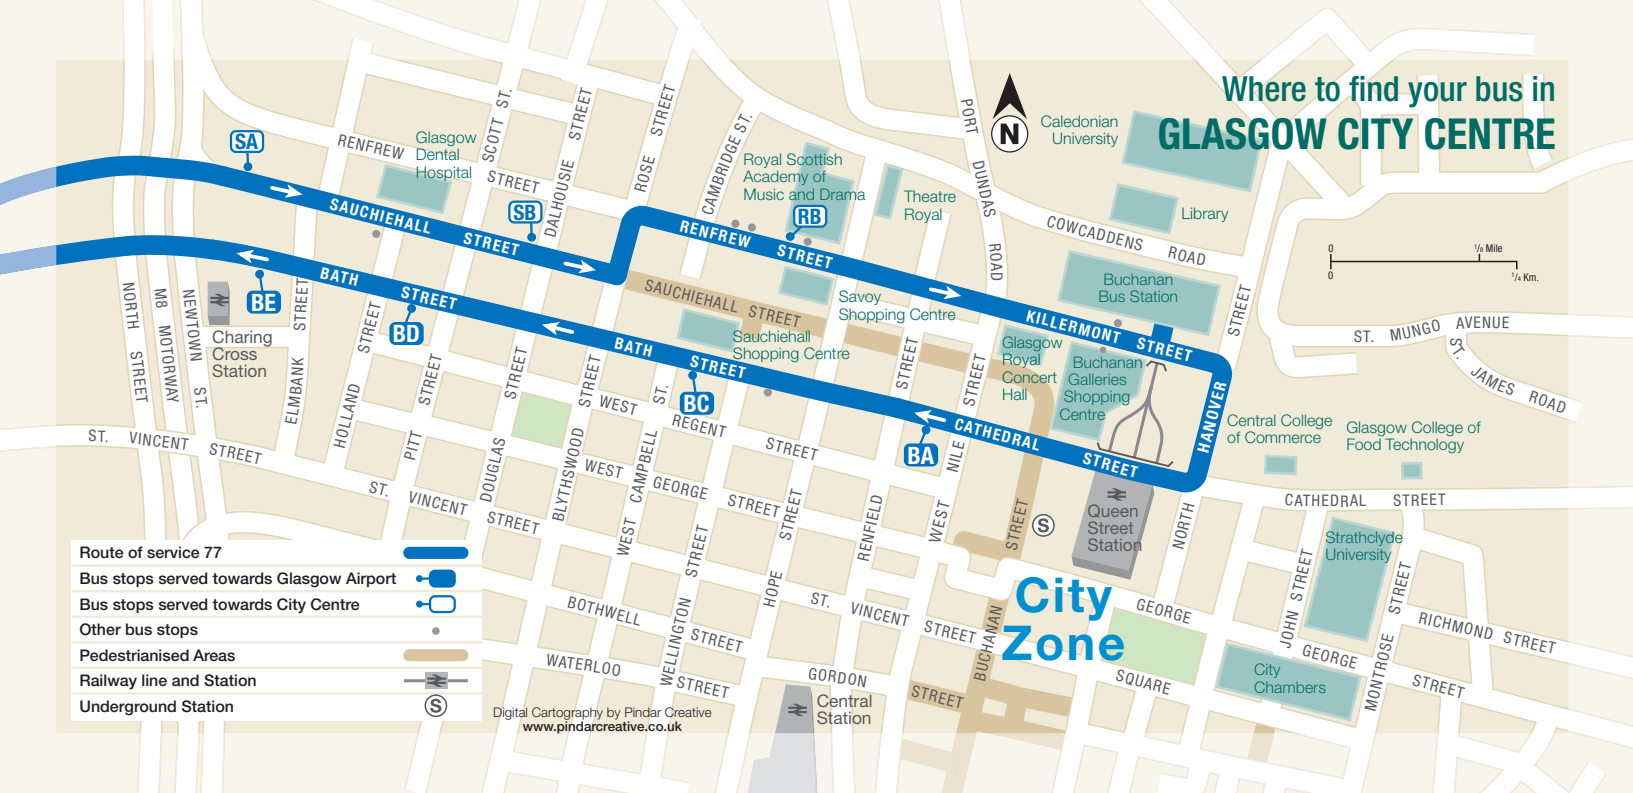 Where to find your bus in
GLASGOW CITY CENTRE
N
SA
SB
RB
BE
BD
BC
BA
RENFREW
STREET
Glasgow
Dental
Hospital
SCOTT ST.
DALHOUSIE STREET
ROSE STREET
CAMBRIDGE ST.
Royal Scottish
Academy of
Music and Drama
Theatre
Royal
PORT DUNDAS ROAD
Caledonian
University
Library
COWCADDENS ROAD
0
1/8 Mile
0
1/4 Km.
SAUCHIEHALL STREET
RENFREW STREET
Buchanan
Bus Station
BATH STREET
SAUCHIEHALL STREET
Savoy
Shopping Centre
KILLERMONT STREET
STREET
ST. MUNGO AVENUE
ST. JAMES ROAD
NORTH STREET
M8 MOTORWAY
NEWTOWN ST.
Charing
Cross
Station
ELMBANK STREET
HOLLAND STREET
PITT STREET
DOUGLAS STREET
BLYTHSWOOD STREET
BATH STREET
Sauchiehall
Shopping Centre
Glasgow
Royal
Concert
Hall
Buchanan
Galleries
Shopping
Centre
HANOVER
WEST CAMPBELL ST.
WEST REGENT STREET
CATHEDRAL STREET
Central College
of Commerce
Glasgow College of
Food Technology
ST. VINCENT STREET
ST. VINCENT STREET
WEST GEORGE STREET
WELLINGTON STREET
HOPE STREET
RENFIELD STREET
WEST NILE STREET
BUCHANAN STREET
S
Queen
Street
Station
NORTH
CATHEDRAL STREET
Strathclyde
University
JOHN STREET
MONTROSE STREET
RICHMOND STREET
Route of service 77
Bus stops served towards Glasgow Airport
Bus stops served towards City Centre
Other bus stops
Pedestrianised Areas
Railway line and Station
Underground Station
S
BOTHWELL STREET
WATERLOO STREET
ST. VINCENT STREET
GORDON STREET
Central
Station
City
Zone
GEORGE SQUARE
GEORGE STREET
City
Chambers
Digital Cartography by Pindar Creative
www.pindarcreative.co.uk